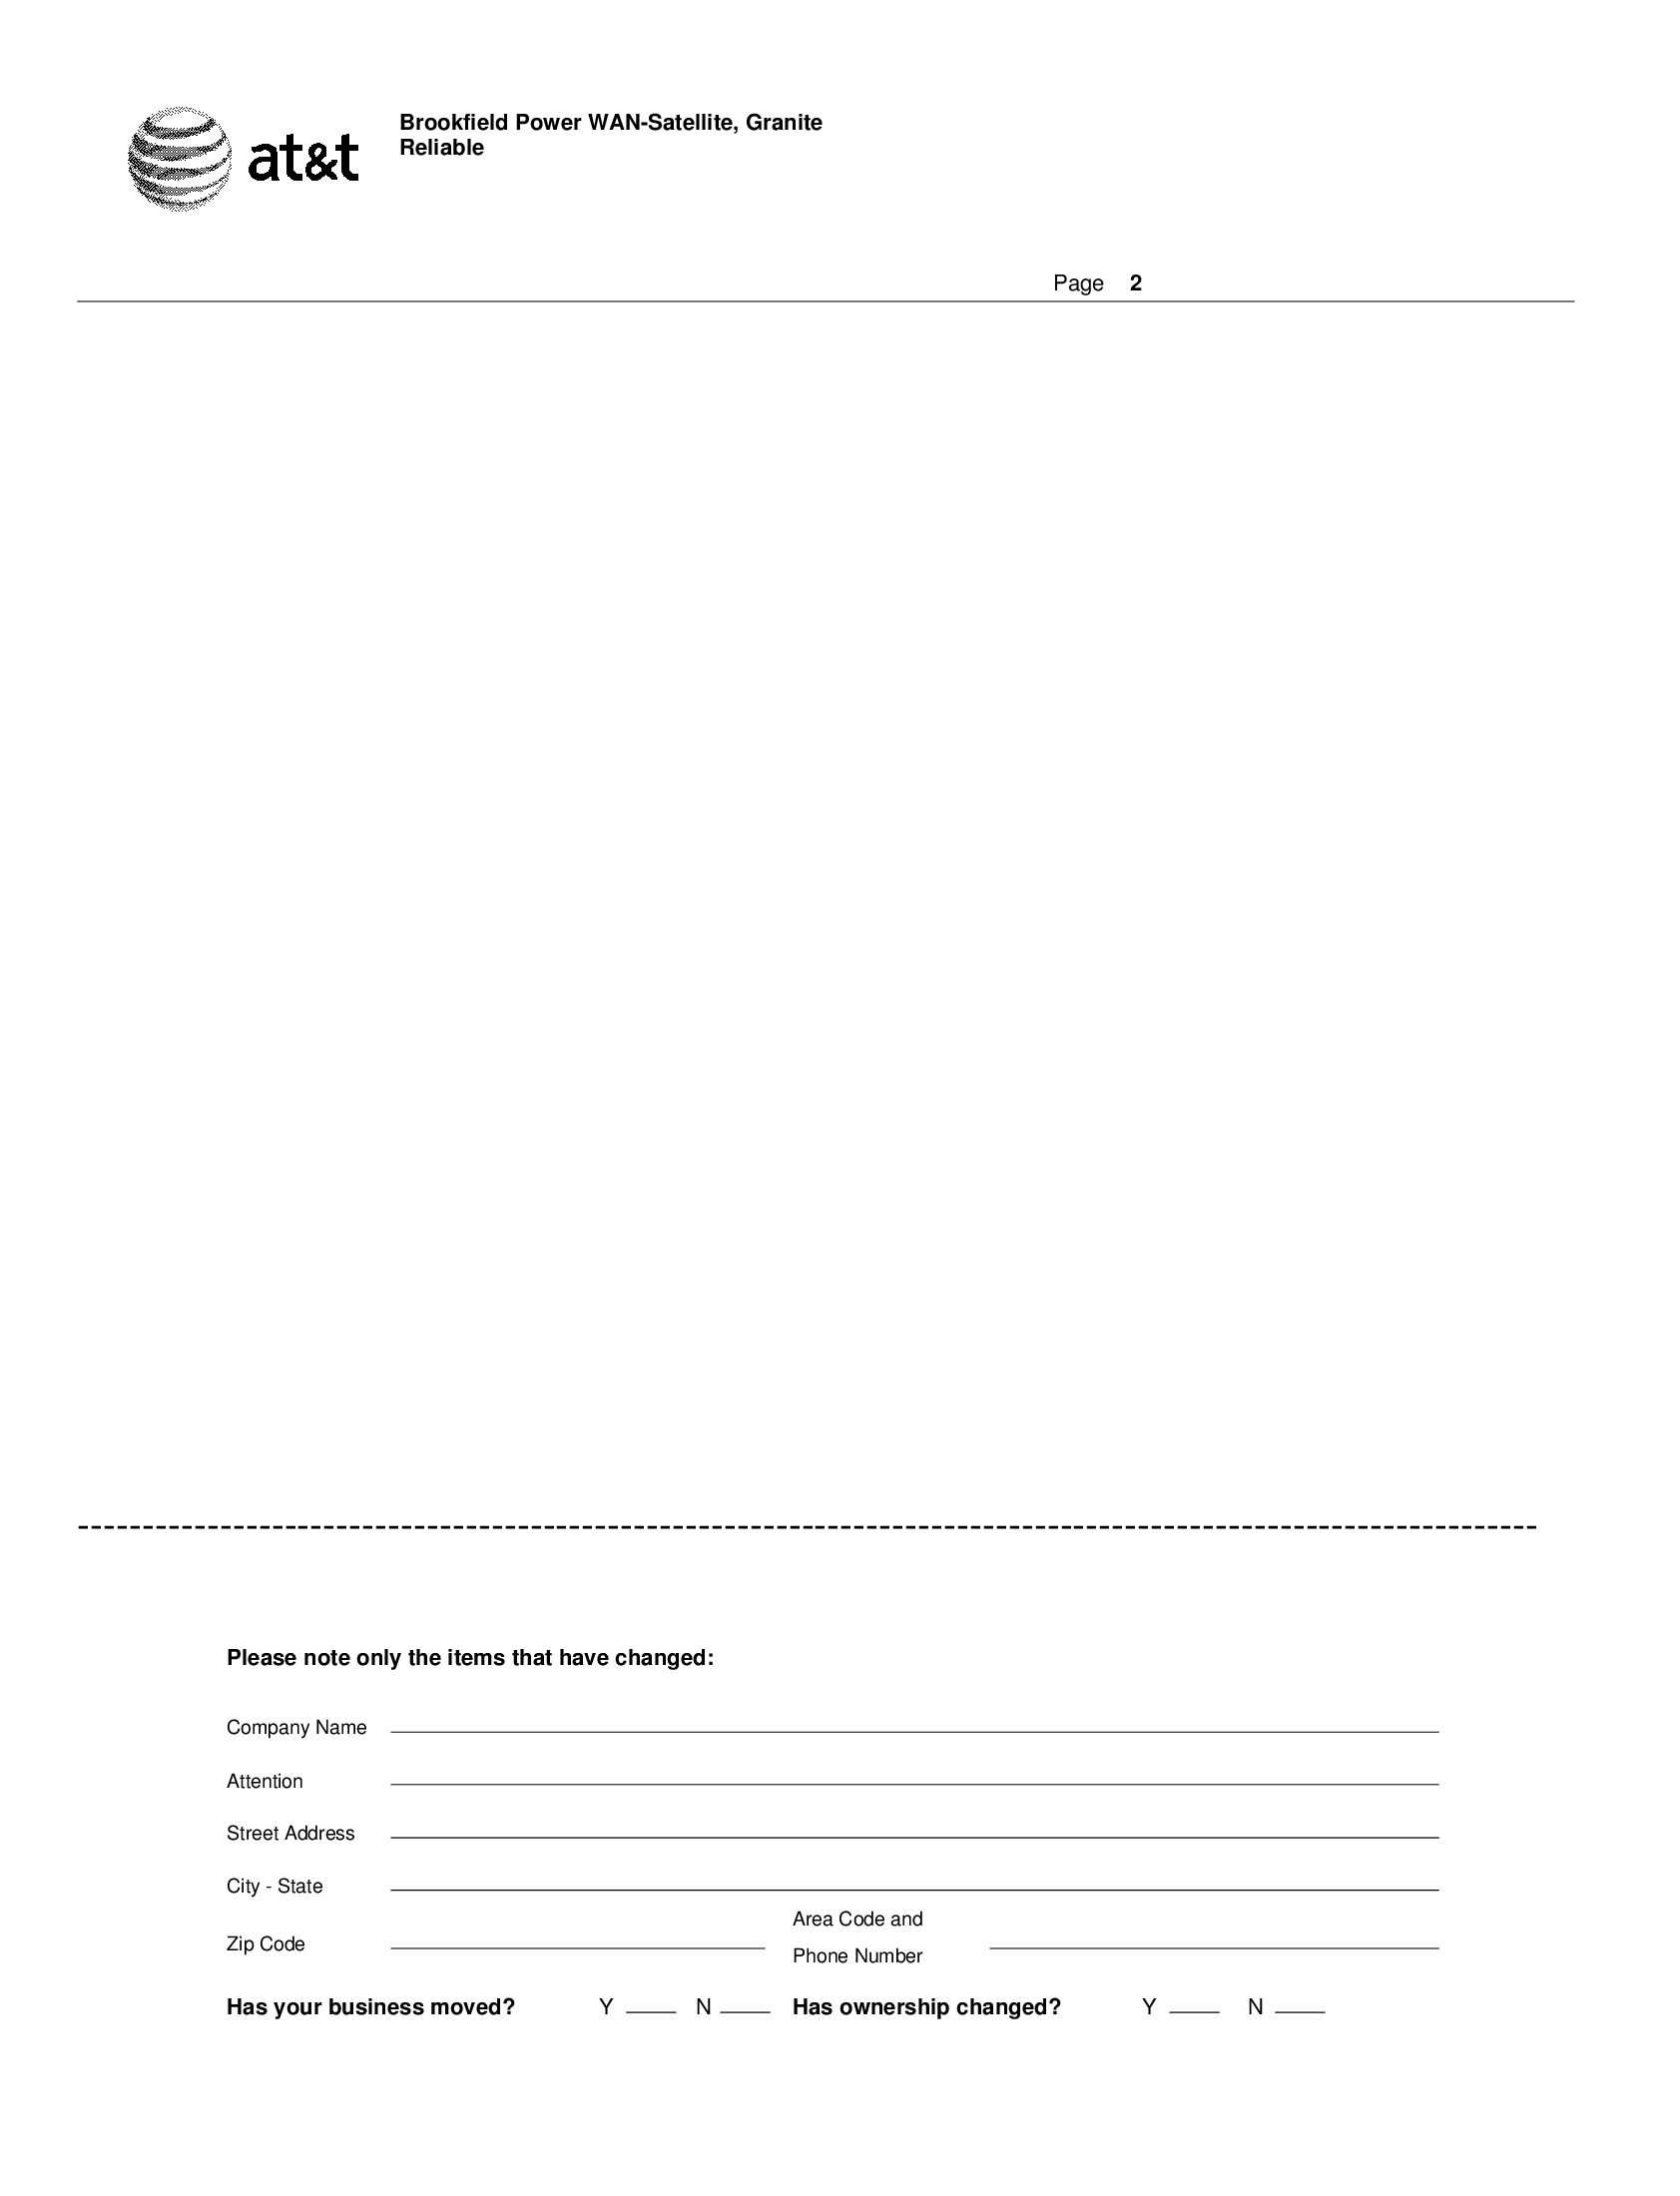 at&t
Brookfield Power WAN-Satellite, Granite
Reliable
Page 2
Please note only the items that have changed:
Company Name
Attention
Street Address
City - State
Zip Code
Area Code and
Phone Number
Has your business moved? Y ____ N ____ Has ownership changed? Y ____ N ____